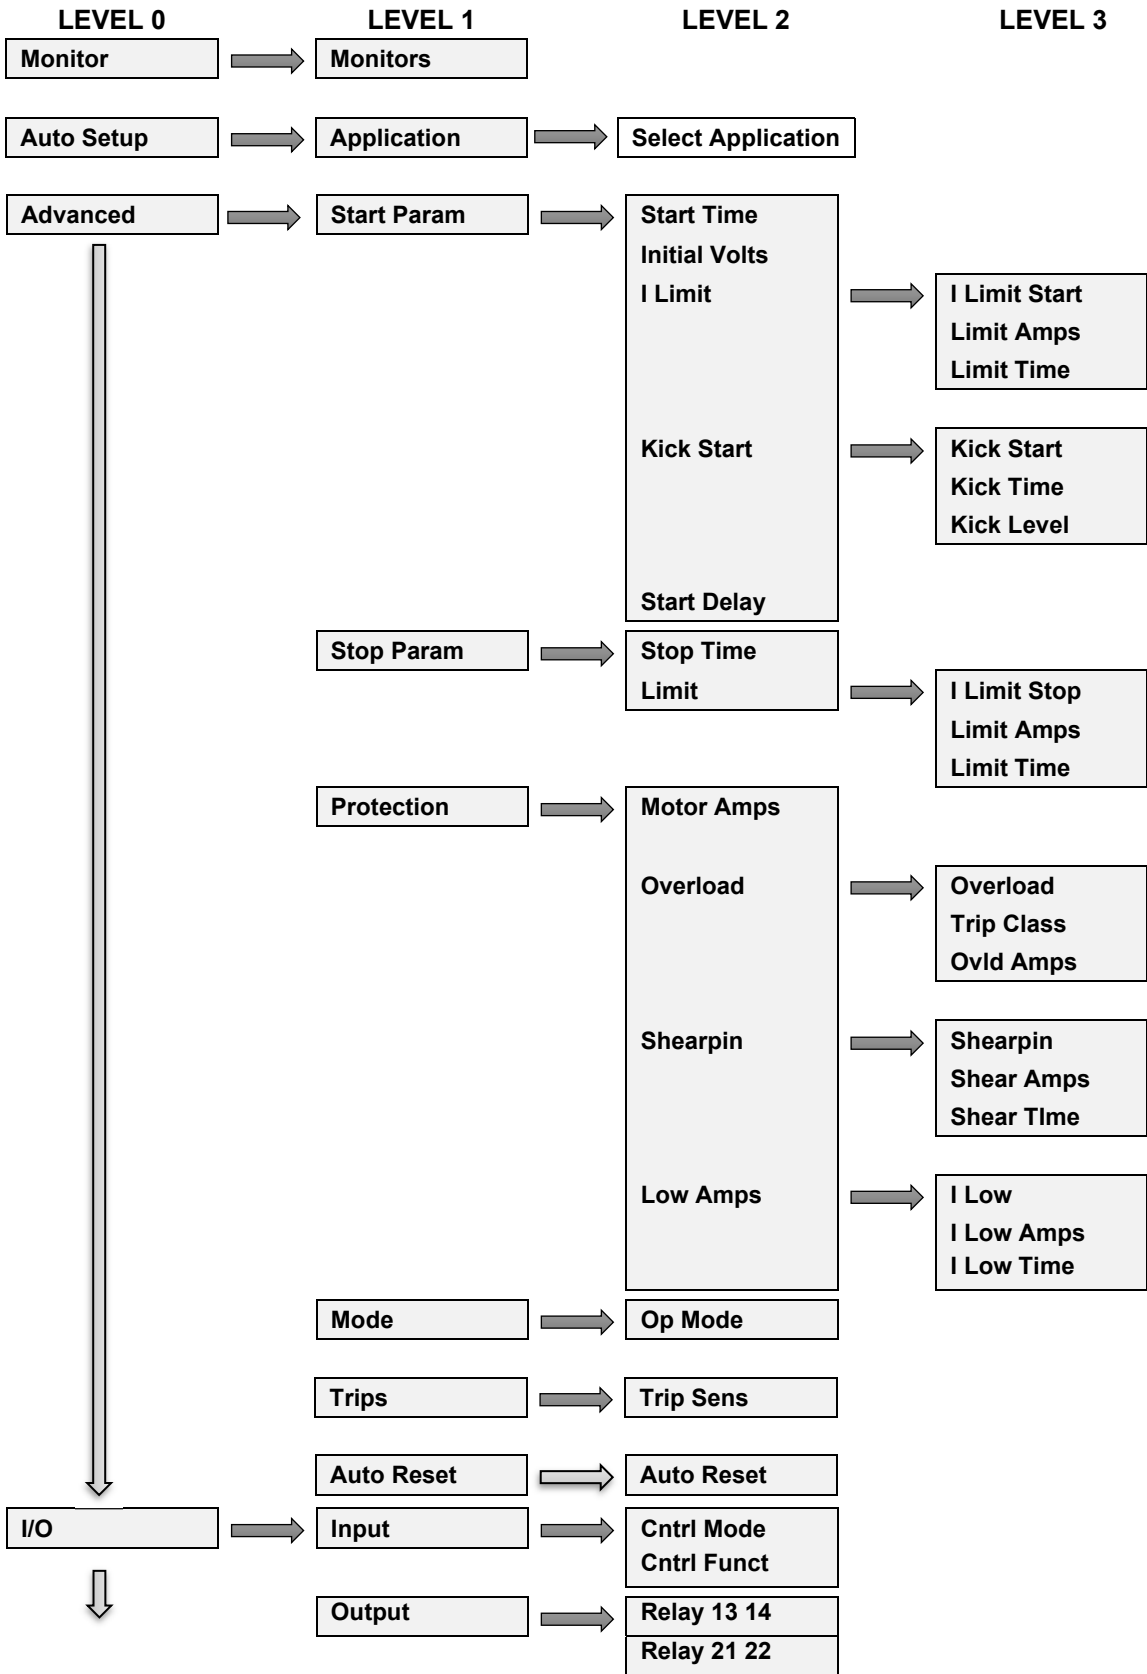 LEVEL 0 LEVEL 1 LEVEL 2 LEVEL 3
Monitor Monitors
Auto Setup Application Select Application
Advanced Start Param Start Time
Initial Volts
I Limit I Limit Start
Limit Amps
Limit Time
Kick Start Kick Start
Kick Time
Kick Level
Start Delay
Stop Param Stop Time
Limit I Limit Stop
Limit Amps
Limit Time
Protection Motor Amps
Overload Overload
Trip Class
Ovld Amps
Shearpin Shearpin
Shear Amps
Shear TIme
Low Amps I Low
I Low Amps
I Low Time
Mode Op Mode
Trips Trip Sens
Auto Reset Auto Reset
I/O Input Cntrl Mode
Cntrl Funct
Output Relay 13 14
Relay 21 22